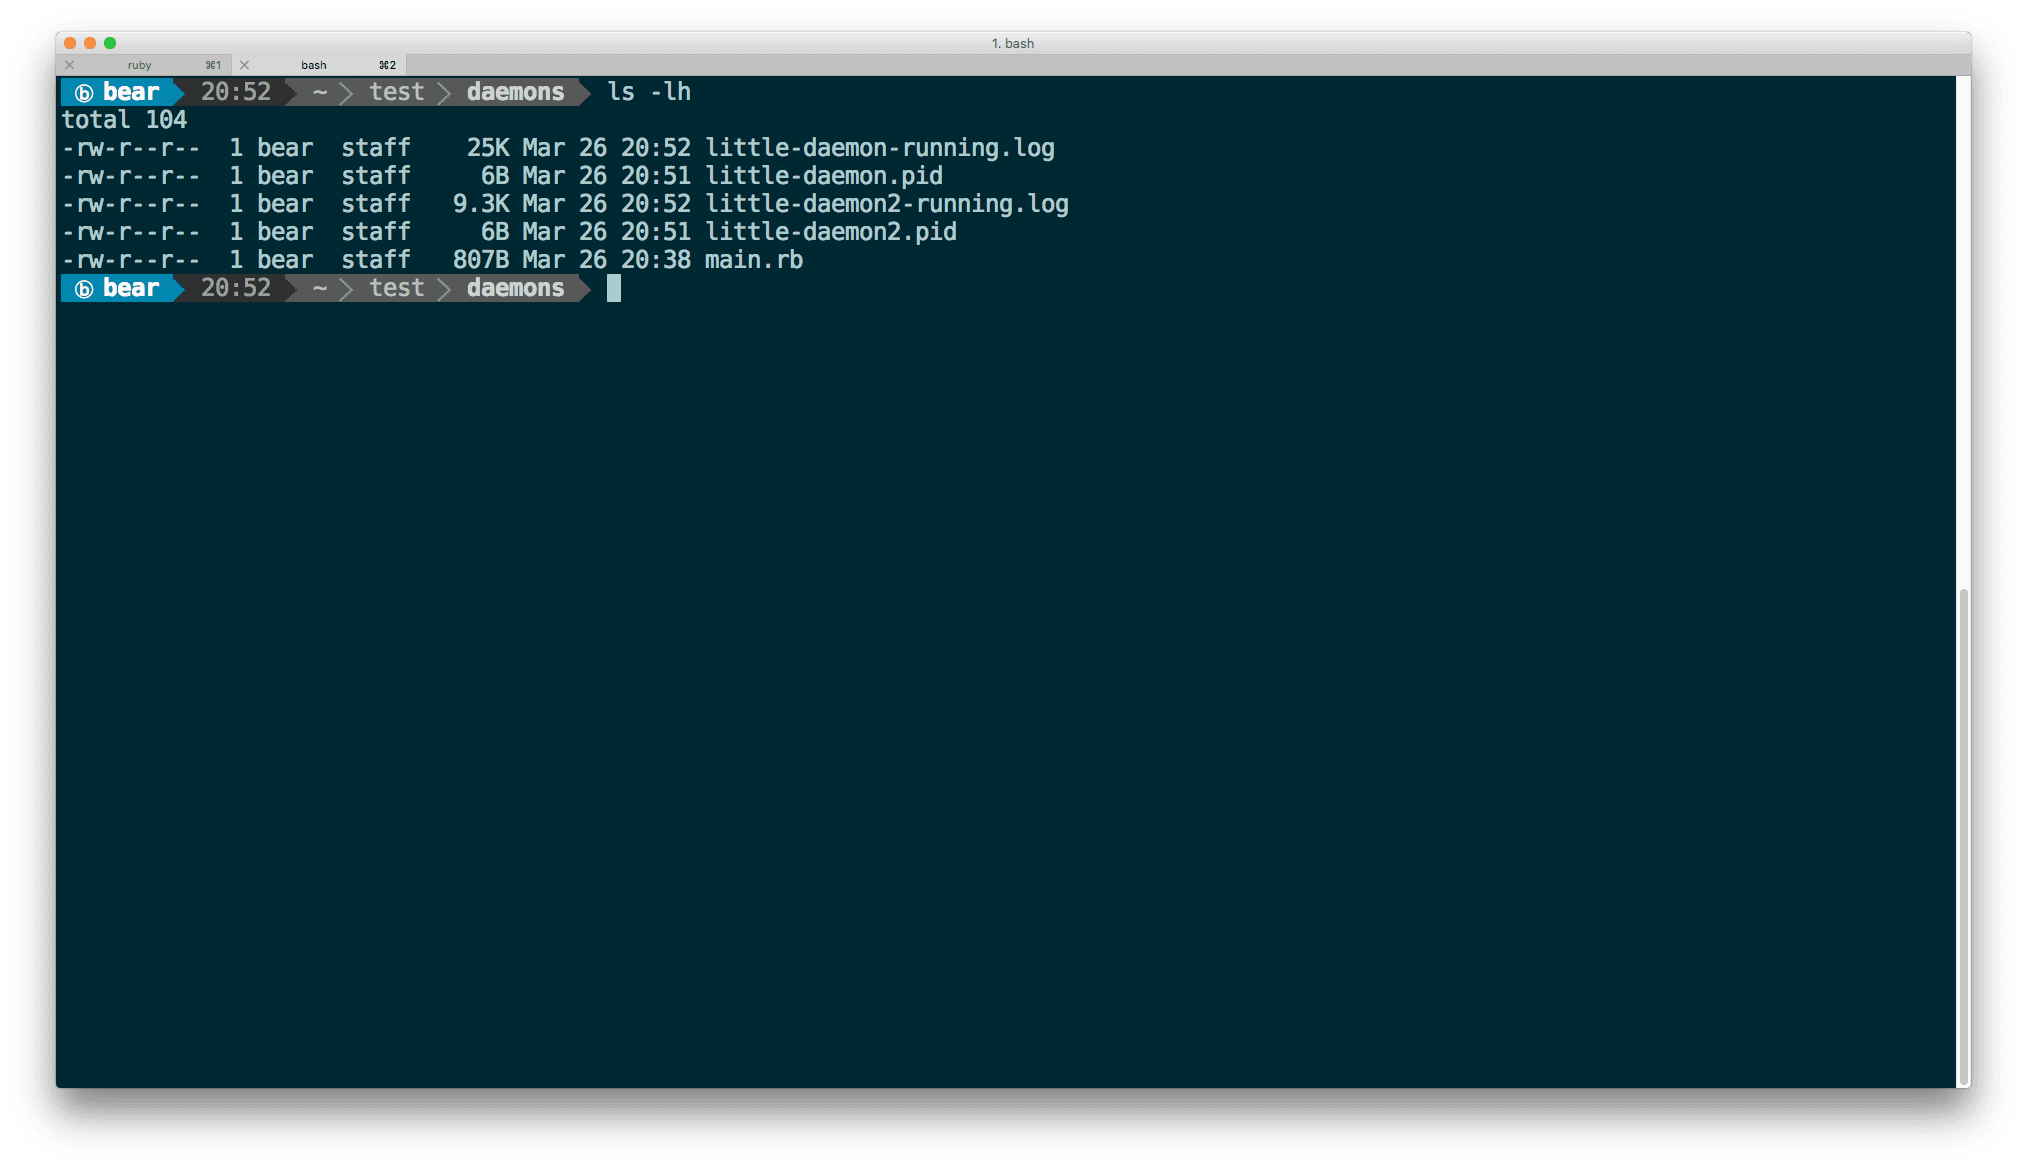 1. bash
ruby ⌘1 bash ⌘2
ⓑ bear 20:52 ~ test daemons ls -lh
total 104
-rw-r--r--  1 bear  staff    25K Mar 26 20:52 little-daemon-running.log
-rw-r--r--  1 bear  staff     6B Mar 26 20:51 little-daemon.pid
-rw-r--r--  1 bear  staff   9.3K Mar 26 20:52 little-daemon2-running.log
-rw-r--r--  1 bear  staff     6B Mar 26 20:51 little-daemon2.pid
-rw-r--r--  1 bear  staff   807B Mar 26 20:38 main.rb
ⓑ bear 20:52 ~ test daemons